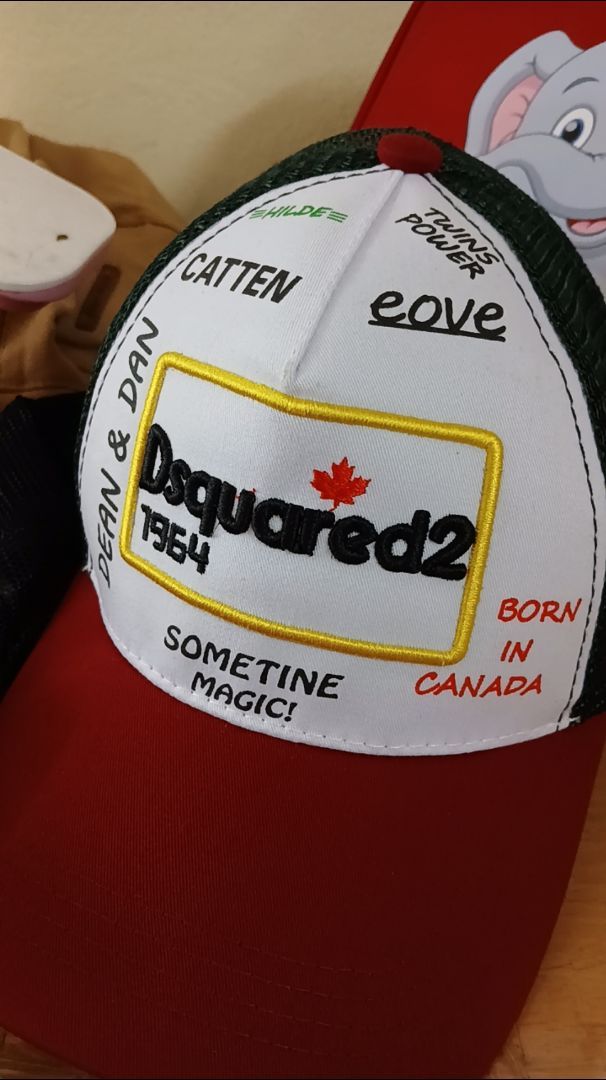 HILDE
TWINS
POWER
CATTEN
eove
DEAN & DAN
Dsquared2
1964
BORN
IN
CANADA
SOMETINE
MAGIC!